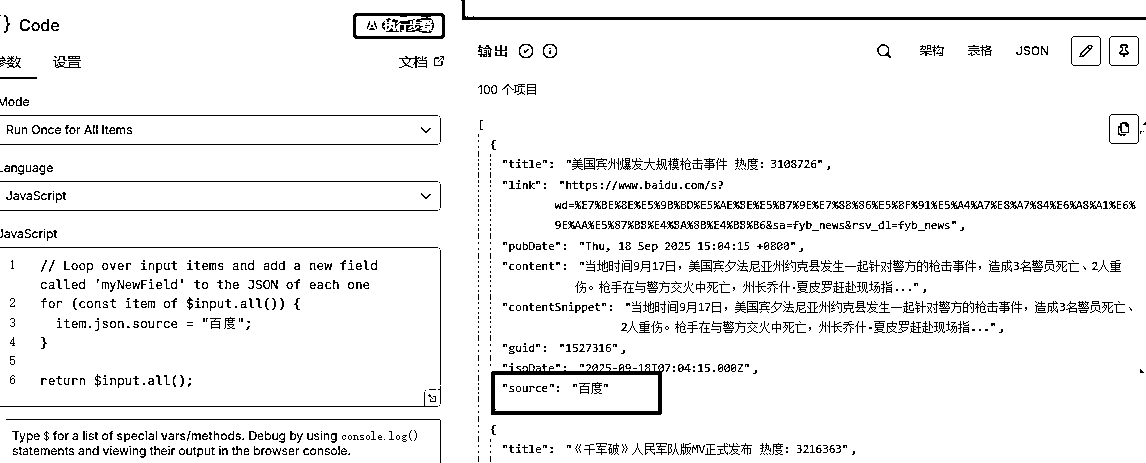 } Code
执行步骤
参数
设置
文档
Mode
Run Once for All Items
Language
JavaScript
JavaScript
1 // Loop over input items and add a new field
called 'myNewField' to the JSON of each one
2 for (const item of $input.all()) {
3 item.json.source = "百度";
4 }
5
6 return $input.all();
Type $ for a list of special vars/methods. Debug by using console.log()
statements and viewing their output in the browser console.
输出
架构
表格
JSON
100 个项目
[
{
"title": "美国宾州爆发大规模枪击事件 热度: 3108726",
"link": "https://www.baidu.com/s?
wd=%E7%BE%8E%E5%9B%BD%E5%AE%BE%E5%B7%9E%E7%88%86%E5%8F%91%E5%A4%A7%E8%A7%84%E6%A8%A1%E6%
9E%AA%E5%87%BB%E4%BA%8B%E4%BB%B6&sa=fyb_news&rsv_dl=fyb_news",
"pubDate": "Thu, 18 Sep 2025 15:04:15 +0800",
"content": "当地时间9月17日，美国宾夕法尼亚州约克县发生一起针对警方的枪击事件，造成3名警员死亡、2人重
伤。枪手在与警方交火中死亡，州长乔什·夏皮罗赶赴现场指...",
"contentSnippet": "当地时间9月17日，美国宾夕法尼亚州约克县发生一起针对警方的枪击事件，造成3名警员死亡、
2人重伤。枪手在与警方交火中死亡，州长乔什·夏皮罗赶赴现场指...",
"guid": "1527316",
"isoDate": "2025-09-18T07:04:15.000Z",
"source": "百度"
{
"title": "《千军破》人民军队版MV正式发布 热度: 3216363",